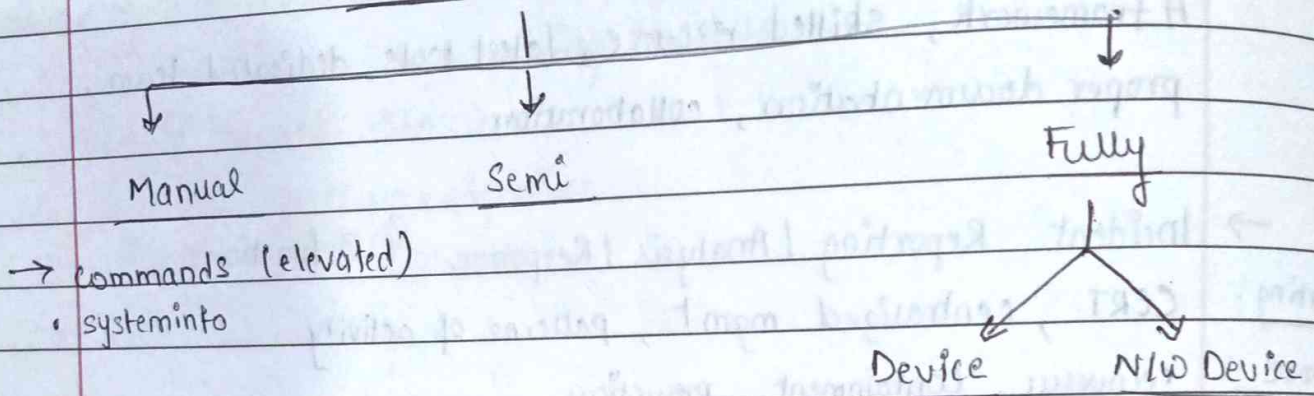 Manual Semi Fully
→ commands (elevated)
• systeminfo
Device N/W Device